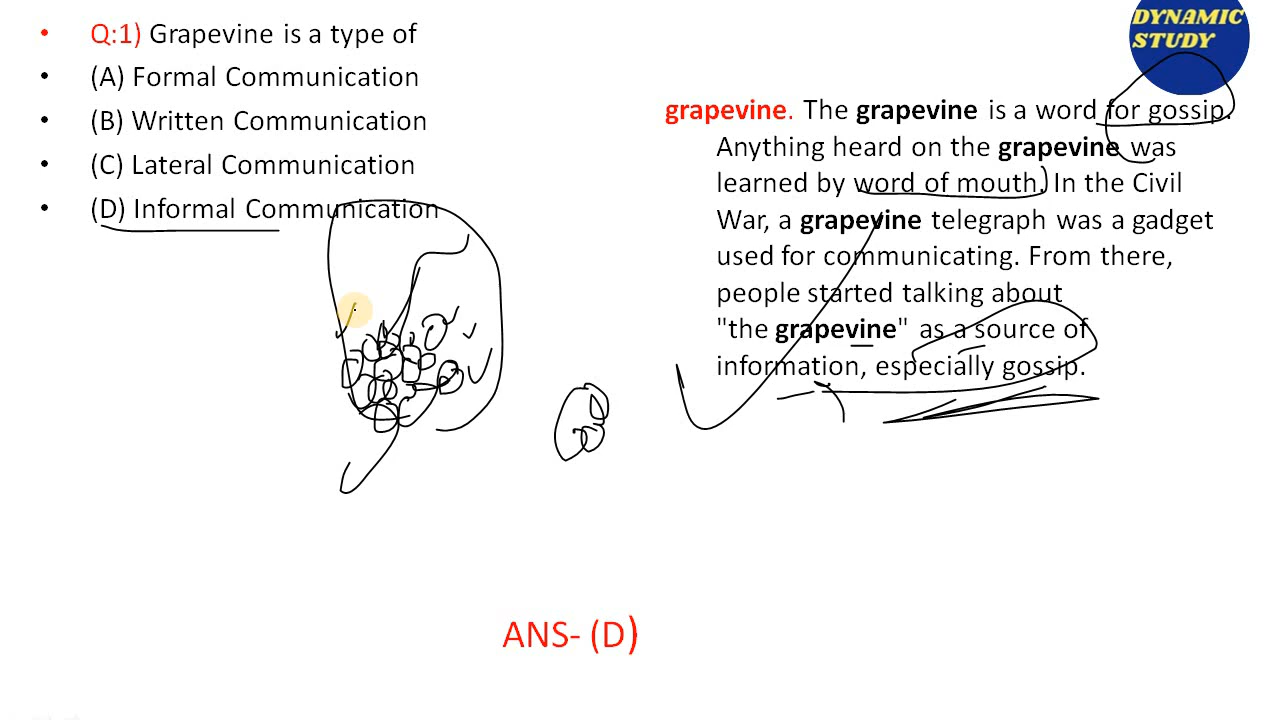 • Q:1) Grapevine is a type of
• (A) Formal Communication
• (B) Written Communication
• (C) Lateral Communication
• (D) Informal Communication
DYNAMIC
STUDY
grapevine. The grapevine is a word for gossip.
Anything heard on the grapevine was
learned by word of mouth. In the Civil
War, a grapevine telegraph was a gadget
used for communicating. From there,
people started talking about
"the grapevine" as a source of
information, especially gossip.
ANS- (D)